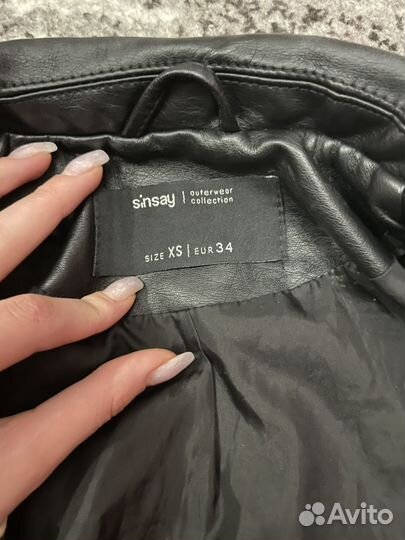 sinsay | outerwear
collection
SIZE XS | EUR 34
Avito